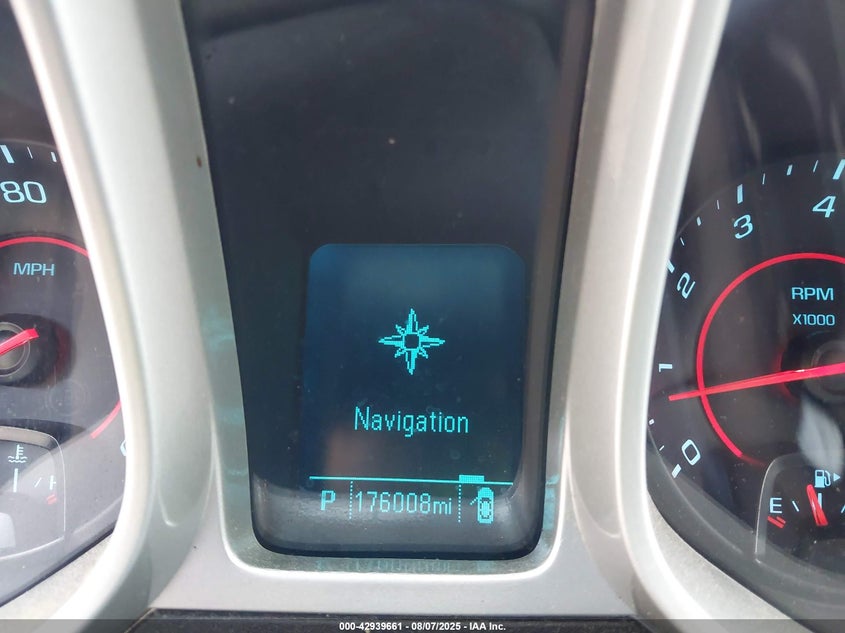 80
MPH
H
Navigation
P 176008mi
4
3
2
1
0
RPM
X1000
E
000-42939661 - 08/07/2025 - IAA Inc.